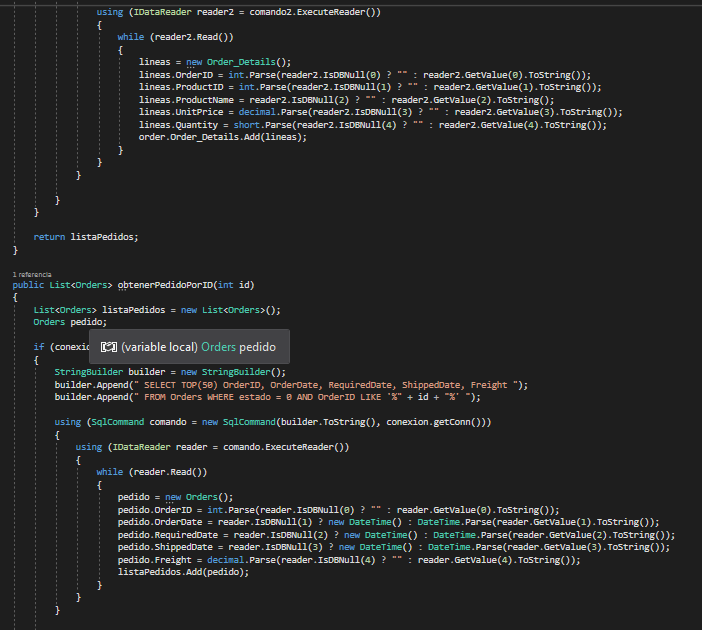 using (IDataReader reader2 = comando2.ExecuteReader())
{
while (reader2.Read())
{
lineas = new Order_Details();
lineas.OrderID = int.Parse(reader2.IsDBNull(0) ? "" : reader2.GetValue(0).ToString());
lineas.ProductID = int.Parse(reader2.IsDBNull(1) ? "" : reader2.GetValue(1).ToString());
lineas.ProductName = reader2.IsDBNull(2) ? "" : reader2.GetValue(2).ToString();
lineas.UnitPrice = decimal.Parse(reader2.IsDBNull(3) ? "" : reader2.GetValue(3).ToString());
lineas.Quantity = short.Parse(reader2.IsDBNull(4) ? "" : reader2.GetValue(4).ToString());
order.Order_Details.Add(lineas);
}
}
}
}
}
return listaPedidos;
}
1 referencia
public List<Orders> obtenerPedidoPorID(int id)
{
List<Orders> listaPedidos = new List<Orders>();
Orders pedido;
if (conexio
(variable local) Orders pedido
{
StringBuilder builder = new StringBuilder();
builder.Append(" SELECT TOP(50) OrderID, OrderDate, RequiredDate, ShippedDate, Freight ");
builder.Append(" FROM Orders WHERE estado = 0 AND OrderID LIKE '%" + id + "%' ");
using (SqlCommand comando = new SqlCommand(builder.ToString(), conexion.getConn()))
{
using (IDataReader reader = comando.ExecuteReader())
{
while (reader.Read())
{
pedido = new Orders();
pedido.OrderID = int.Parse(reader.IsDBNull(0) ? "" : reader.GetValue(0).ToString());
pedido.OrderDate = reader.IsDBNull(1) ? new DateTime() : DateTime.Parse(reader.GetValue(1).ToString());
pedido.RequiredDate = reader.IsDBNull(2) ? new DateTime() : DateTime.Parse(reader.GetValue(2).ToString());
pedido.ShippedDate = reader.IsDBNull(3) ? new DateTime() : DateTime.Parse(reader.GetValue(3).ToString());
pedido.Freight = decimal.Parse(reader.IsDBNull(4) ? "" : reader.GetValue(4).ToString());
listaPedidos.Add(pedido);
}
}
}